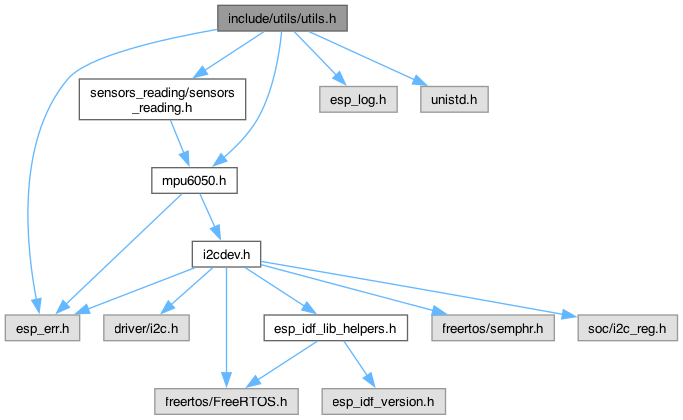 include/utils/utils.h
sensors_reading/sensors
_reading.h
esp_log.h
unistd.h
mpu6050.h
i2cdev.h
esp_err.h
driver/i2c.h
esp_idf_lib_helpers.h
freertos/semphr.h
soc/i2c_reg.h
freertos/FreeRTOS.h
esp_idf_version.h